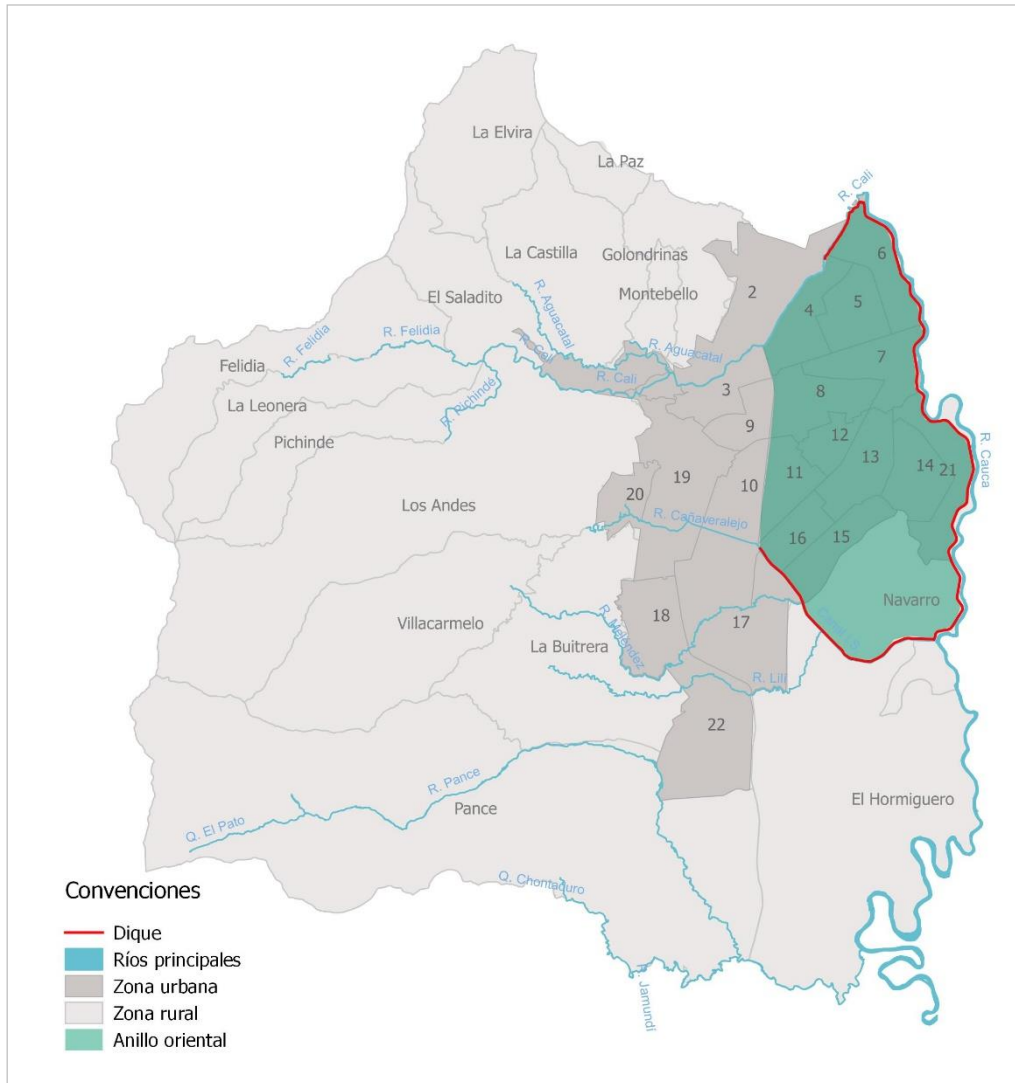 La Elvira
La Paz
R. Cali
La Castilla
Golondrinas
6
El Saladito
R. Aguacatal
Montebello
2
5
4
R. Felidia
R. Felidia
Felidia
R. Cali
R. Aguacatal
7
R. Cali
3
8
La Leonera
R. Pichindé
9
12
Pichinde
13
14
21
R. Cauca
11
19
10
20
Los Andes
R. Cañaveralejo
16
15
Navarro
18
17
Villacarmelo
R. Meléndez
La Buitrera
R. Lili
22
R. Pance
Pance
El Hormiguero
Q. El Pato
Q. Chontaduro
Jamundí
Convenciones
Dique
Ríos principales
Zona urbana
Zona rural
Anillo oriental